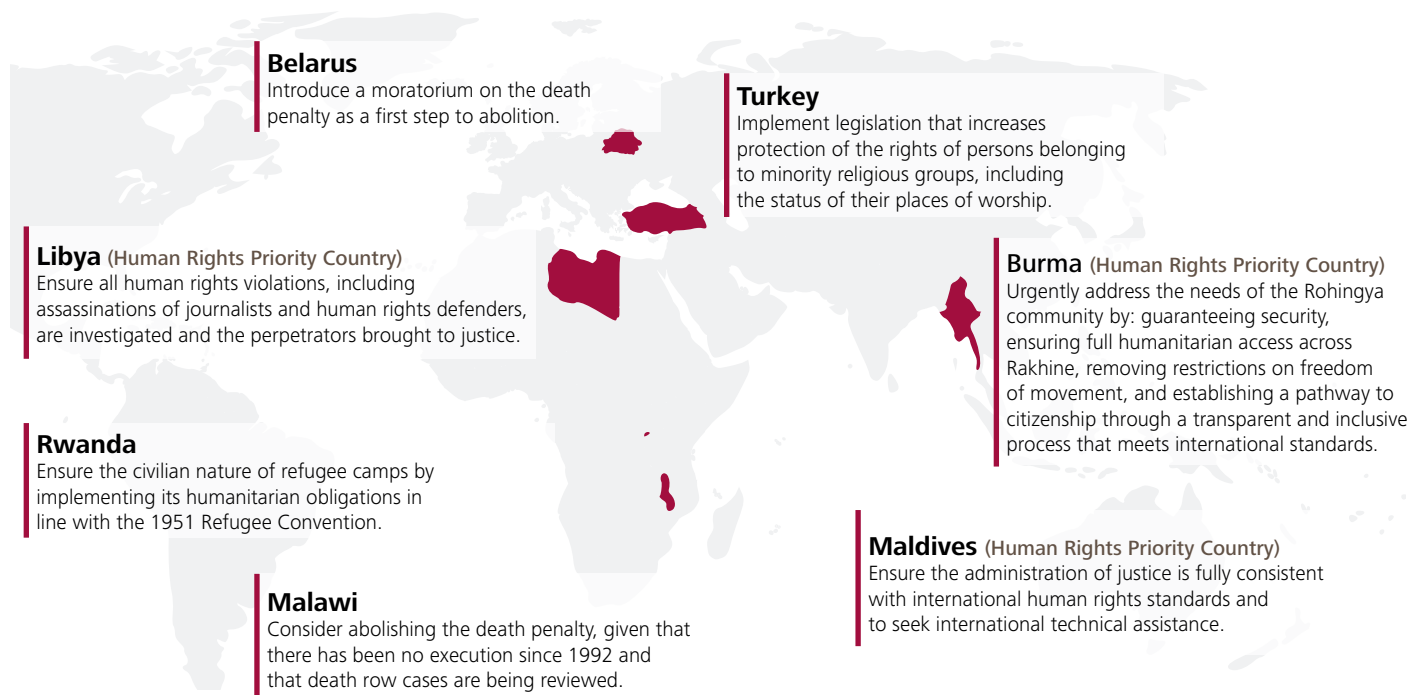 Belarus
Introduce a moratorium on the death
penalty as a first step to abolition.
Turkey
Implement legislation that increases
protection of the rights of persons belonging
to minority religious groups, including
the status of their places of worship.
Libya (Human Rights Priority Country)
Ensure all human rights violations, including
assassinations of journalists and human rights defenders,
are investigated and the perpetrators brought to justice.
Burma (Human Rights Priority Country)
Urgently address the needs of the Rohingya
community by: guaranteeing security,
ensuring full humanitarian access across
Rakhine, removing restrictions on freedom
of movement, and establishing a pathway to
citizenship through a transparent and inclusive
process that meets international standards.
Rwanda
Ensure the civilian nature of refugee camps by
implementing its humanitarian obligations in
line with the 1951 Refugee Convention.
Maldives (Human Rights Priority Country)
Ensure the administration of justice is fully consistent
with international human rights standards and
to seek international technical assistance.
Malawi
Consider abolishing the death penalty, given that
there has been no execution since 1992 and
that death row cases are being reviewed.